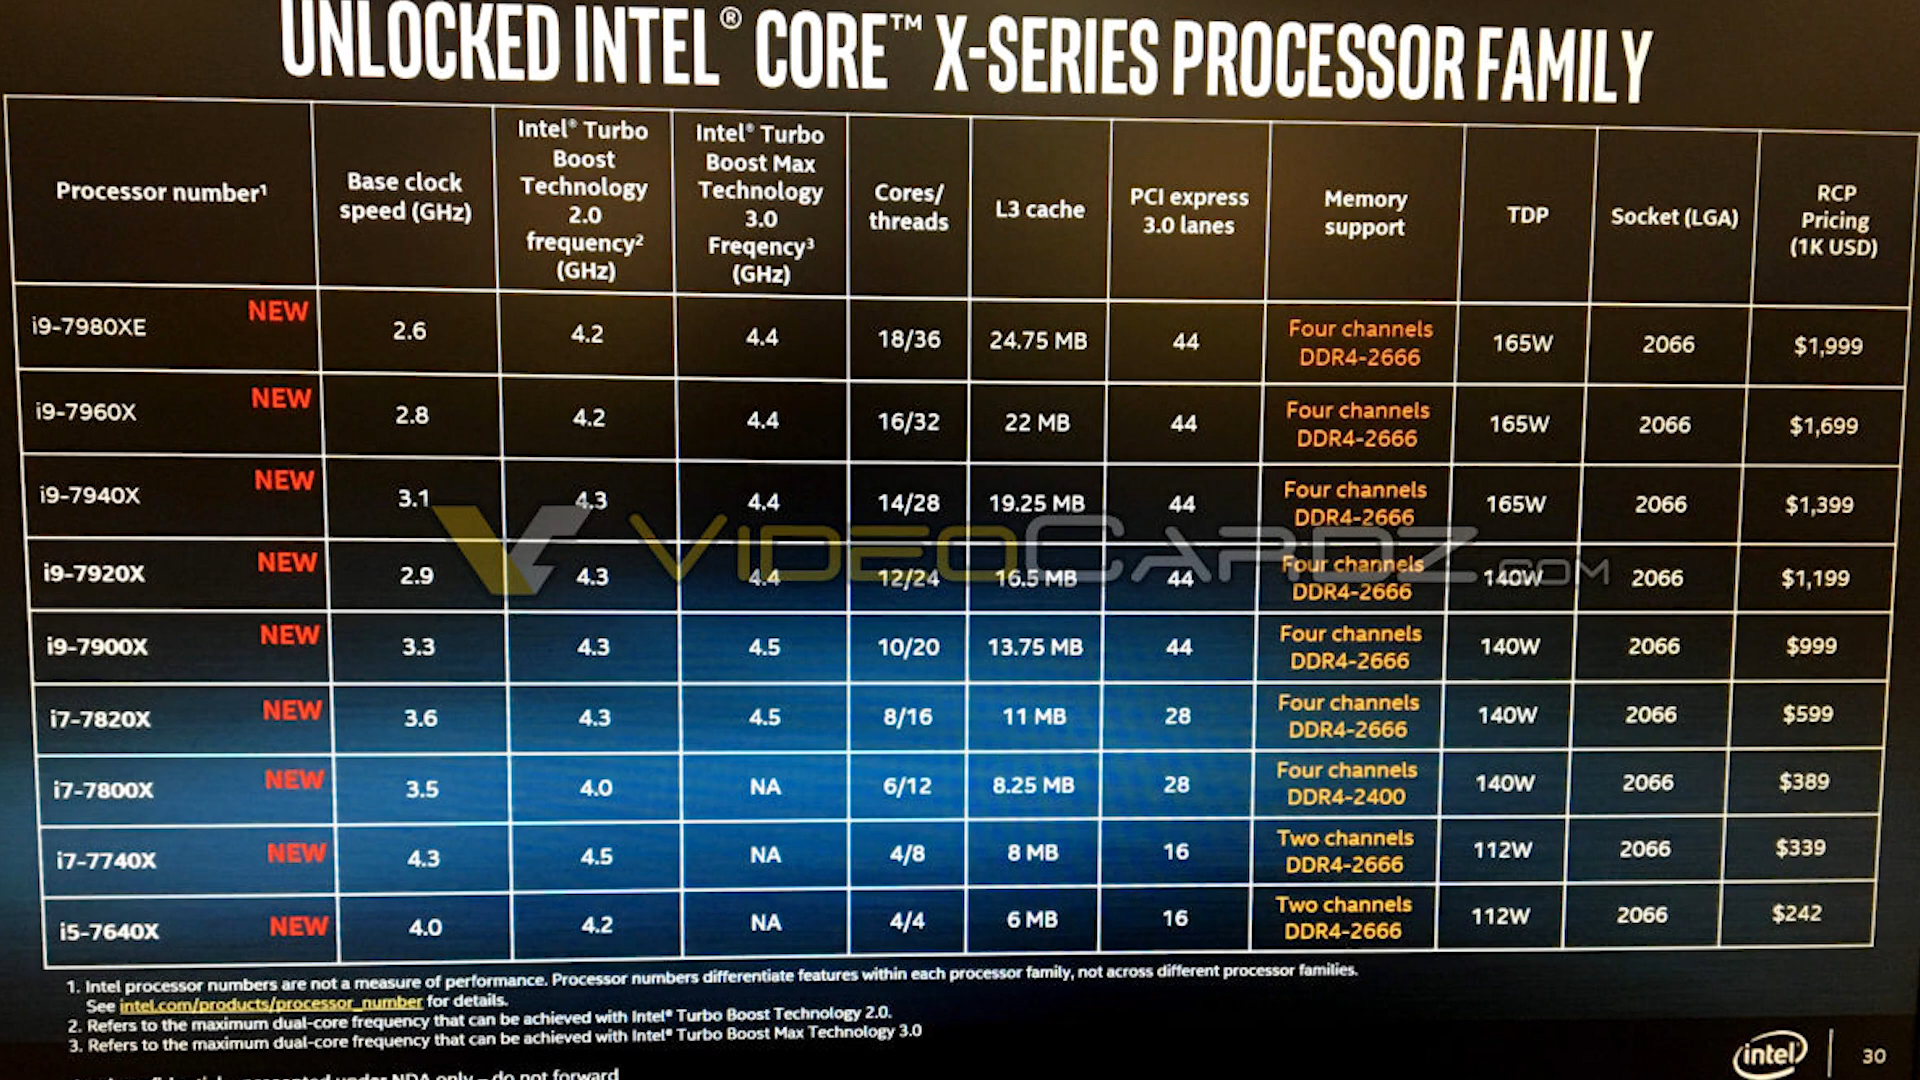 UNLOCKED INTEL® CORE™ X-SERIES PROCESSOR FAMILY
Processor number¹
Base clock
speed (GHz)
Intel® Turbo
Boost
Technology
2.0
frequency²
(GHz)
Intel® Turbo
Boost Max
Technology
3.0
Freqency³
(GHz)
Cores/
threads
L3 cache
PCI express
3.0 lanes
Memory
support
TDP
Socket (LGA)
RCP
Pricing
(1K USD)
i9-7980XE NEW 2.6 4.2 4.4 18/36 24.75 MB 44 Four channels DDR4-2666 165W 2066 $1,999
i9-7960X NEW 2.8 4.2 4.4 16/32 22 MB 44 Four channels DDR4-2666 165W 2066 $1,699
i9-7940X NEW 3.1 4.3 4.4 14/28 19.25 MB 44 Four channels DDR4-2666 165W 2066 $1,399
VIDEOCARDZ.COM
i9-7920X NEW 2.9 4.3 4.4 12/24 16.5 MB 44 Four channels DDR4-2666 140W 2066 $1,199
i9-7900X NEW 3.3 4.3 4.5 10/20 13.75 MB 44 Four channels DDR4-2666 140W 2066 $999
i7-7820X NEW 3.6 4.3 4.5 8/16 11 MB 28 Four channels DDR4-2666 140W 2066 $599
i7-7800X NEW 3.5 4.0 NA 6/12 8.25 MB 28 Four channels DDR4-2400 140W 2066 $389
i7-7740X NEW 4.3 4.5 NA 4/8 8 MB 16 Two channels DDR4-2666 112W 2066 $339
i5-7640X NEW 4.0 4.2 NA 4/4 6 MB 16 Two channels DDR4-2666 112W 2066 $242
1. Intel processor numbers are not a measure of performance. Processor numbers differentiate features within each processor family, not across different processor families.
See intel.com/products/processor_number for details.
2. Refers to the maximum dual-core frequency that can be achieved with Intel® Turbo Boost Technology 2.0.
3. Refers to the maximum dual-core frequency that can be achieved with Intel® Turbo Boost Max Technology 3.0
under NDA only – do not forward
intel 30